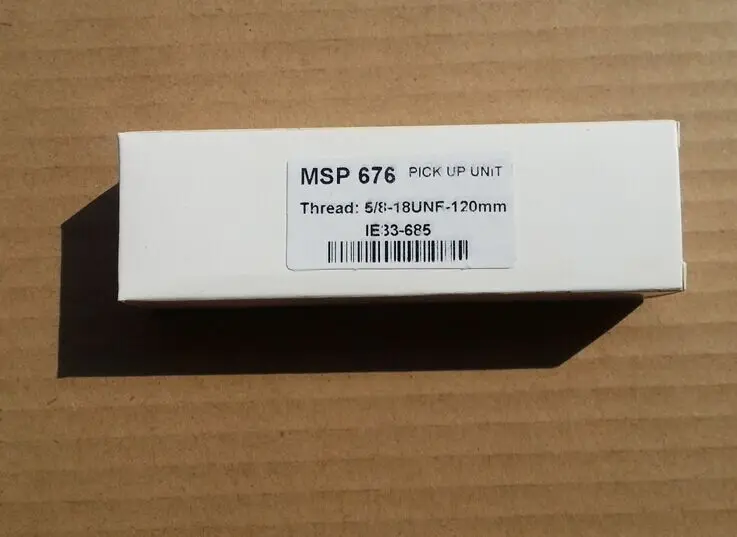 MSP 676 PICK UP UNIT
Thread: 5/8-18UNF-120mm
IE33-685